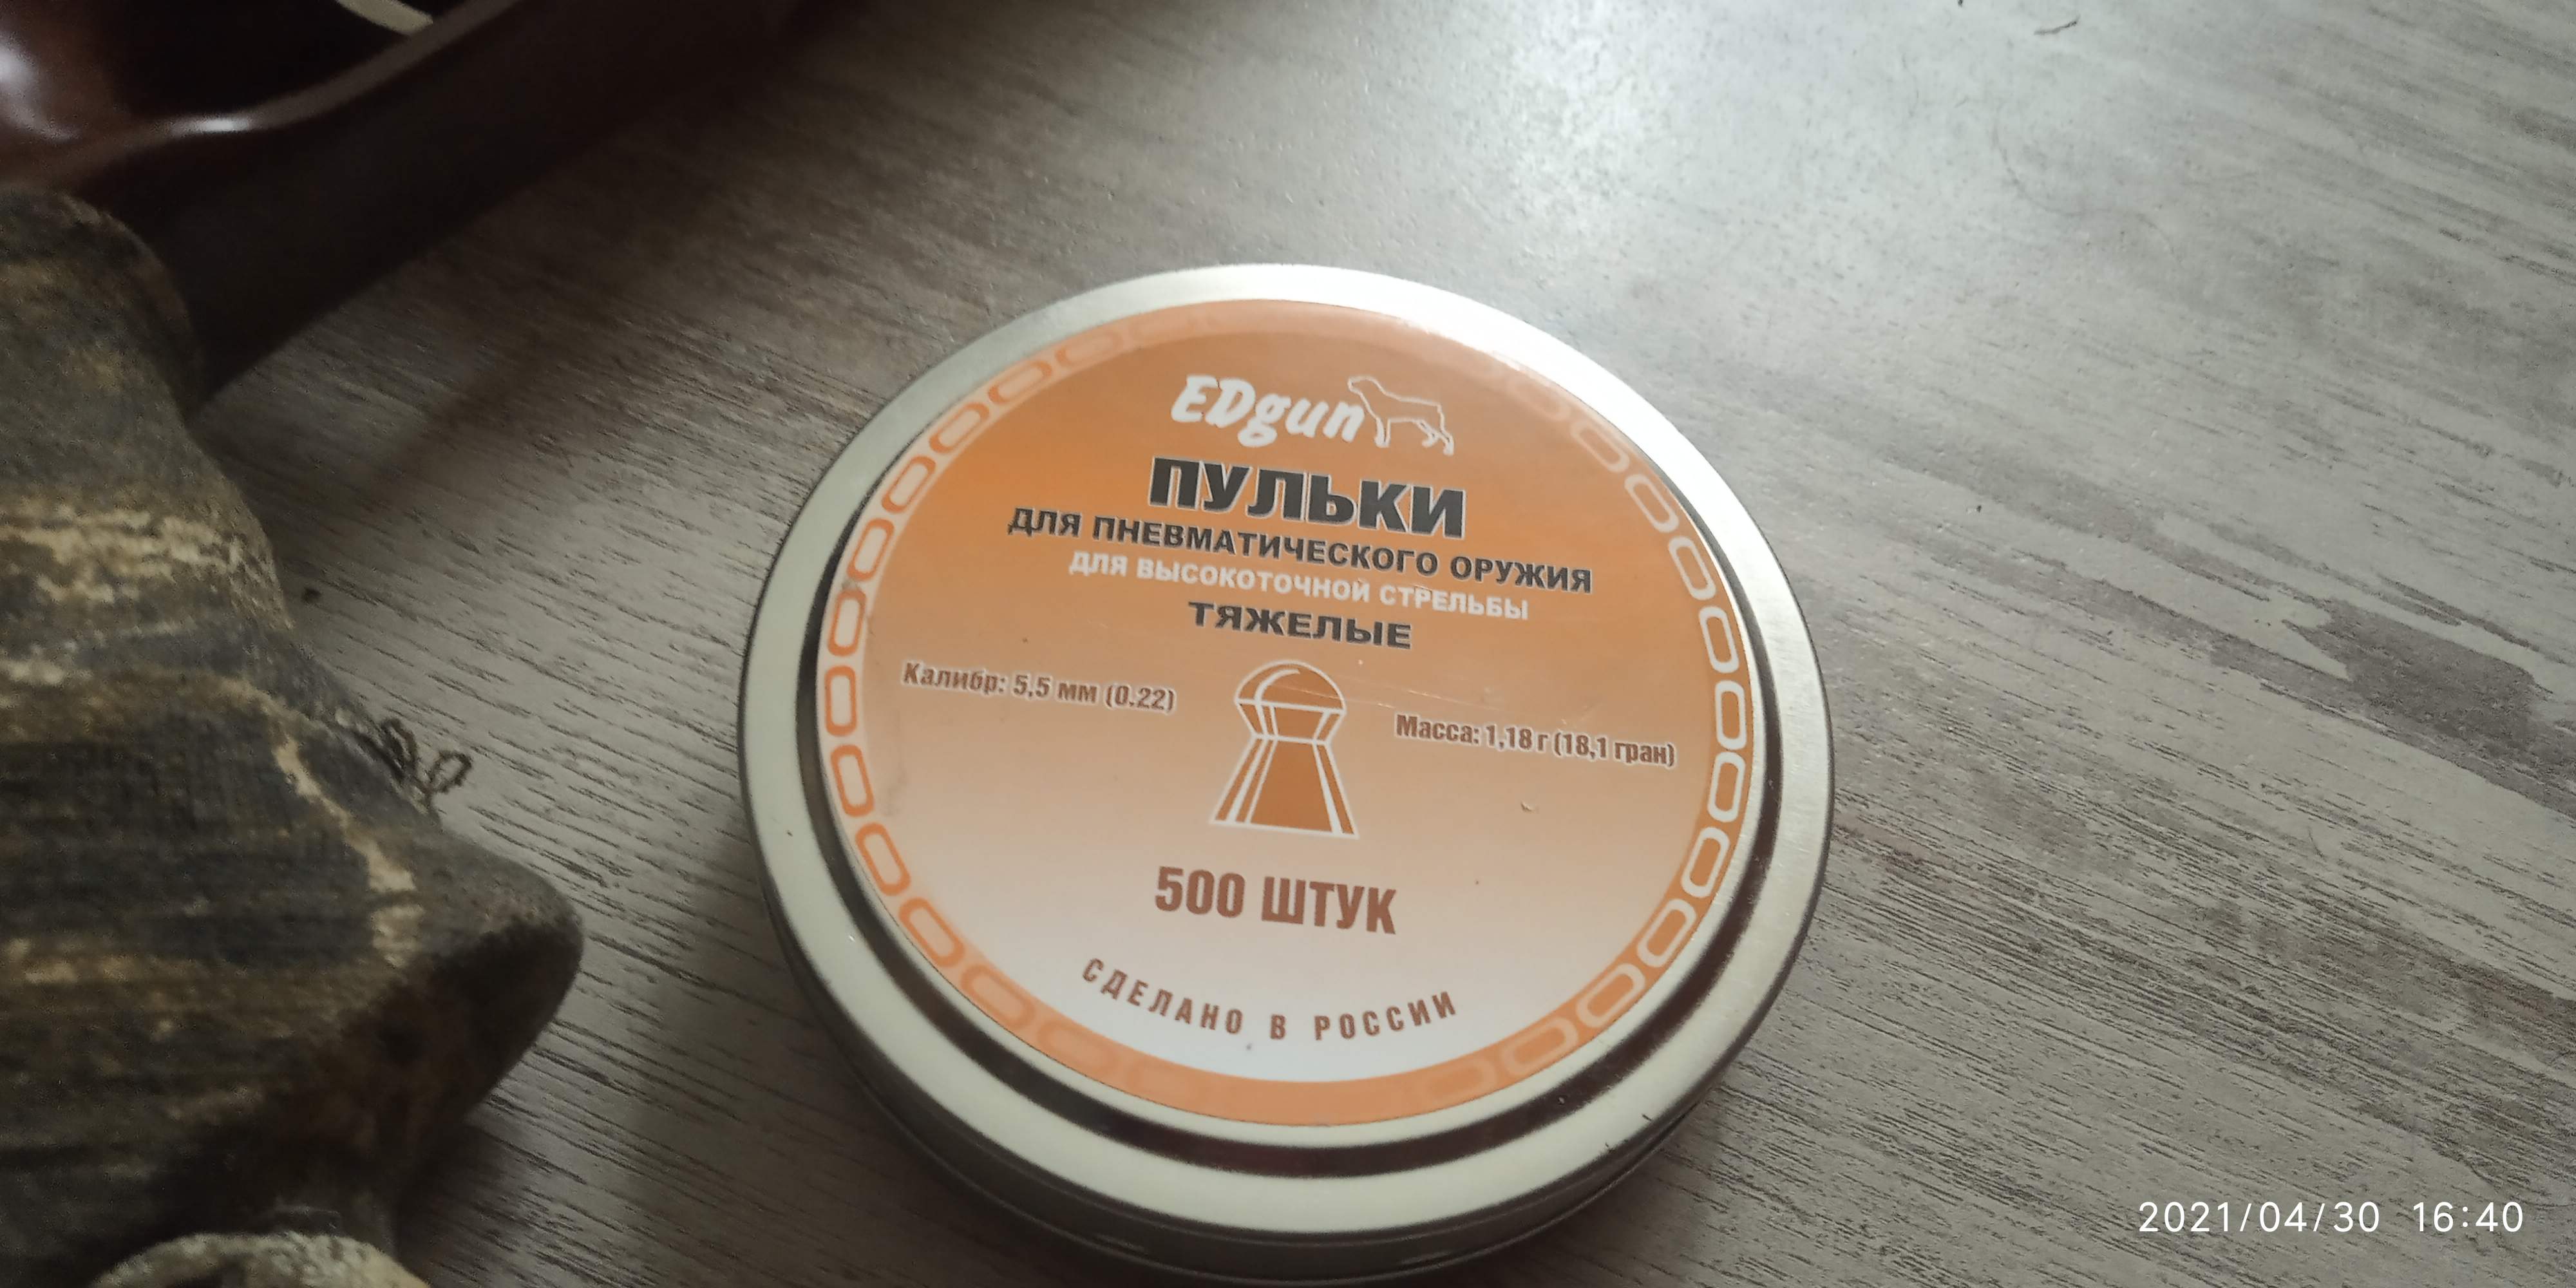 EDgun
ПУЛЬКИ
ДЛЯ ПНЕВМАТИЧЕСКОГО ОРУЖИЯ
ДЛЯ ВЫСОКОТОЧНОЙ СТРЕЛЬБЫ
ТЯЖЕЛЫЕ
Калибр: 5,5 мм (0.22)
Масса: 1,18 г (18,1 гран)
500 ШТУК
СДЕЛАНО В РОССИИ
2021/04/30 16:40